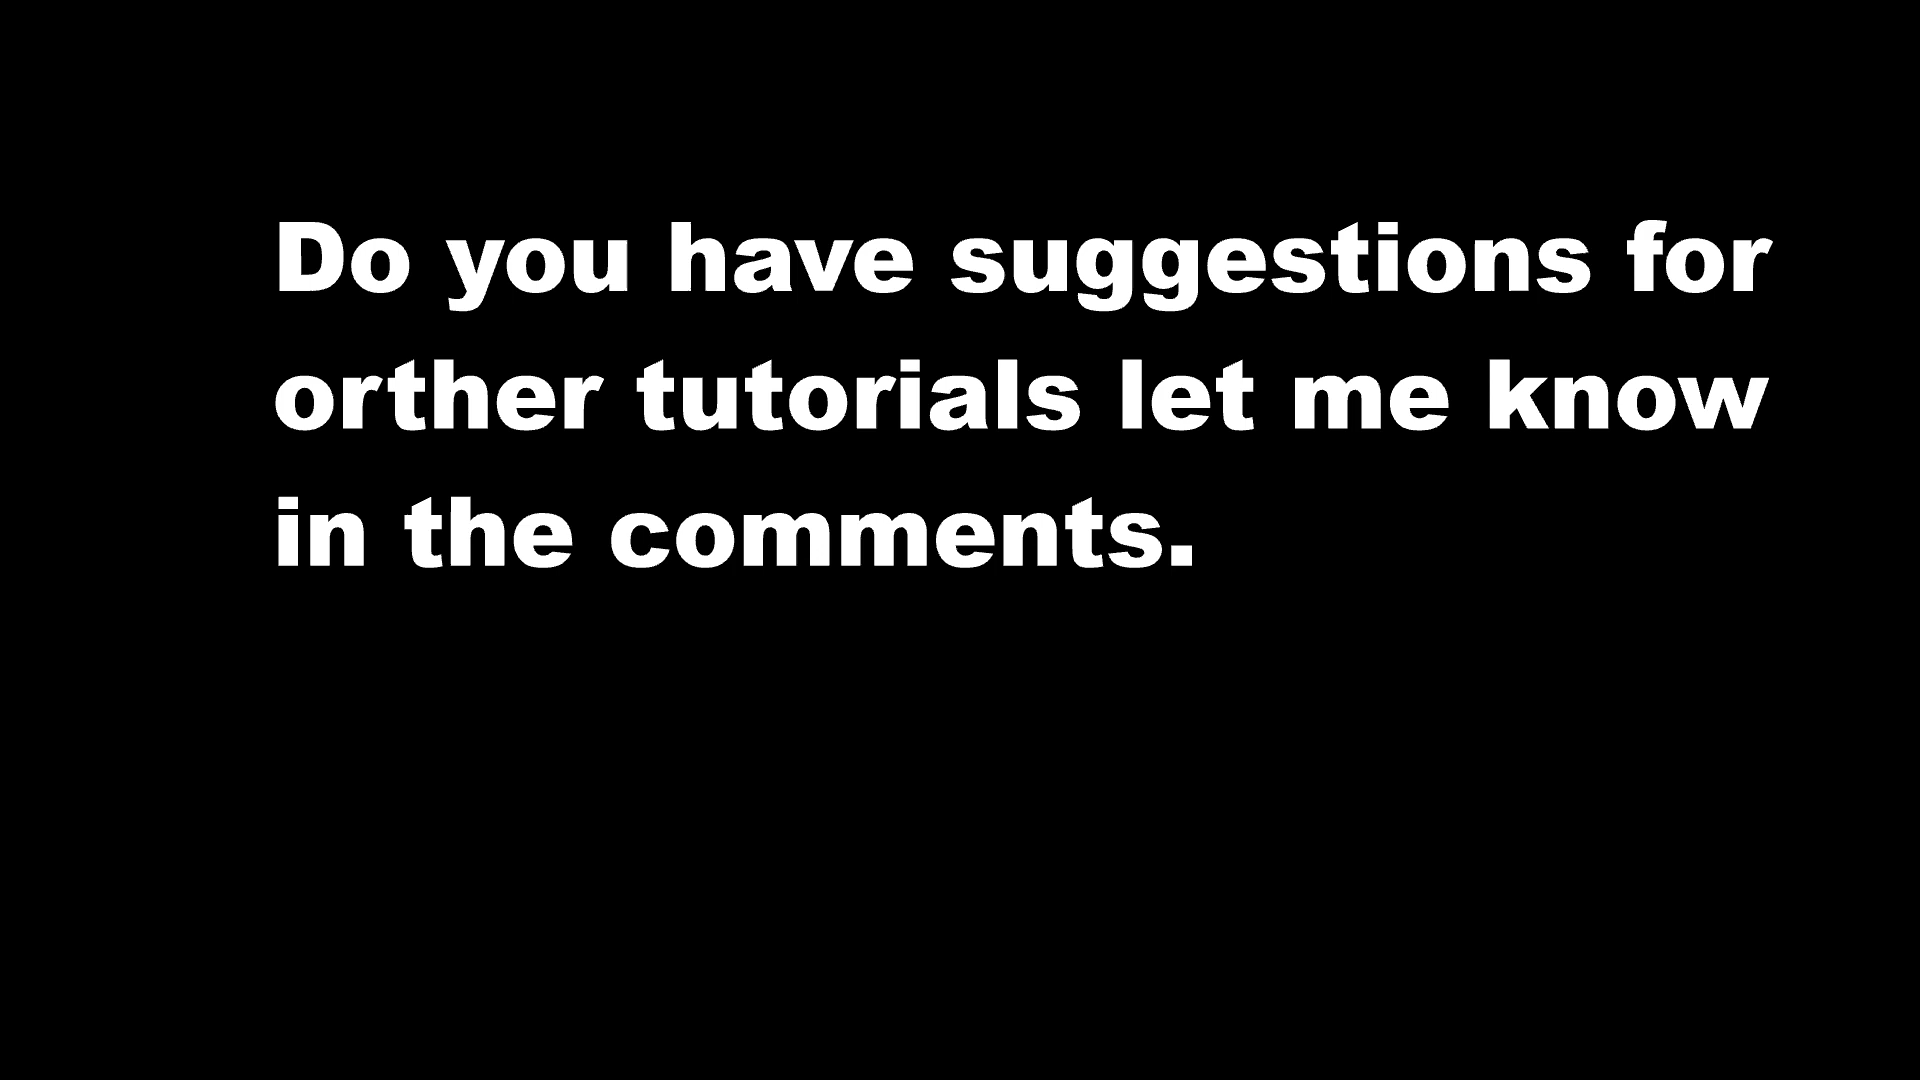 Do you have suggestions for
orther tutorials let me know
in the comments.